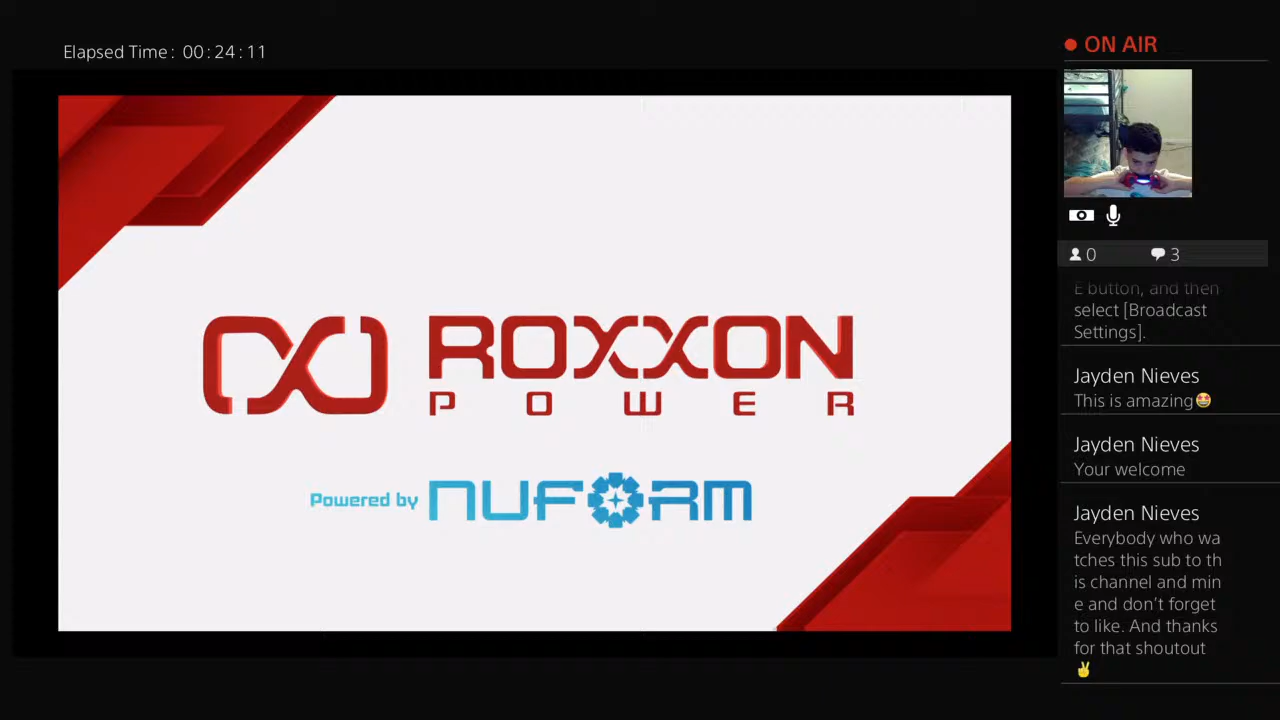 Elapsed Time: 00:24:11
ON AIR
0 3
E button, and then
select [Broadcast
Settings].
ROXXON
POWER
Powered by NUFORM
Jayden Nieves
This is amazing🤩
Jayden Nieves
Your welcome
Jayden Nieves
Everybody who wa
tches this sub to th
is channel and min
e and don't forget
to like. And thanks
for that shoutout
✌